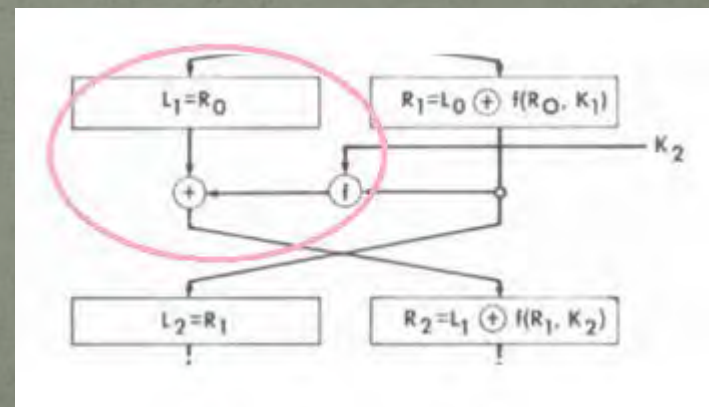 L₁=R₀
R₁=L₀ ⊕ f(R₀, K₁)
K₂
+
f
L₂=R₁
R₂=L₁ ⊕ f(R₁, K₂)